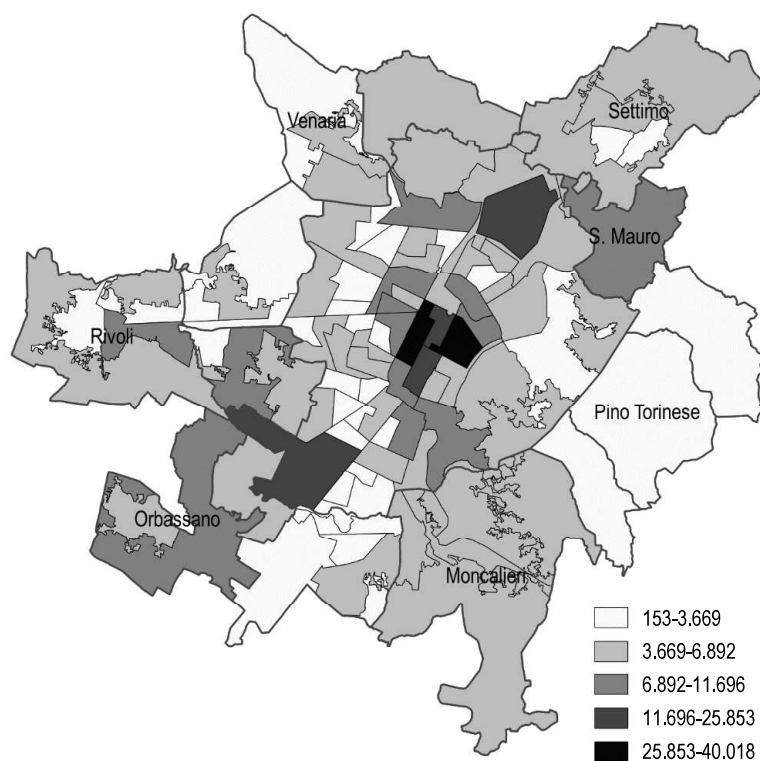 Venaria
Settimo
S. Mauro
Rivoli
Pino Torinese
Orbassano
Moncalieri
153-3.669
3.669-6.892
6.892-11.696
11.696-25.853
25.853-40.018